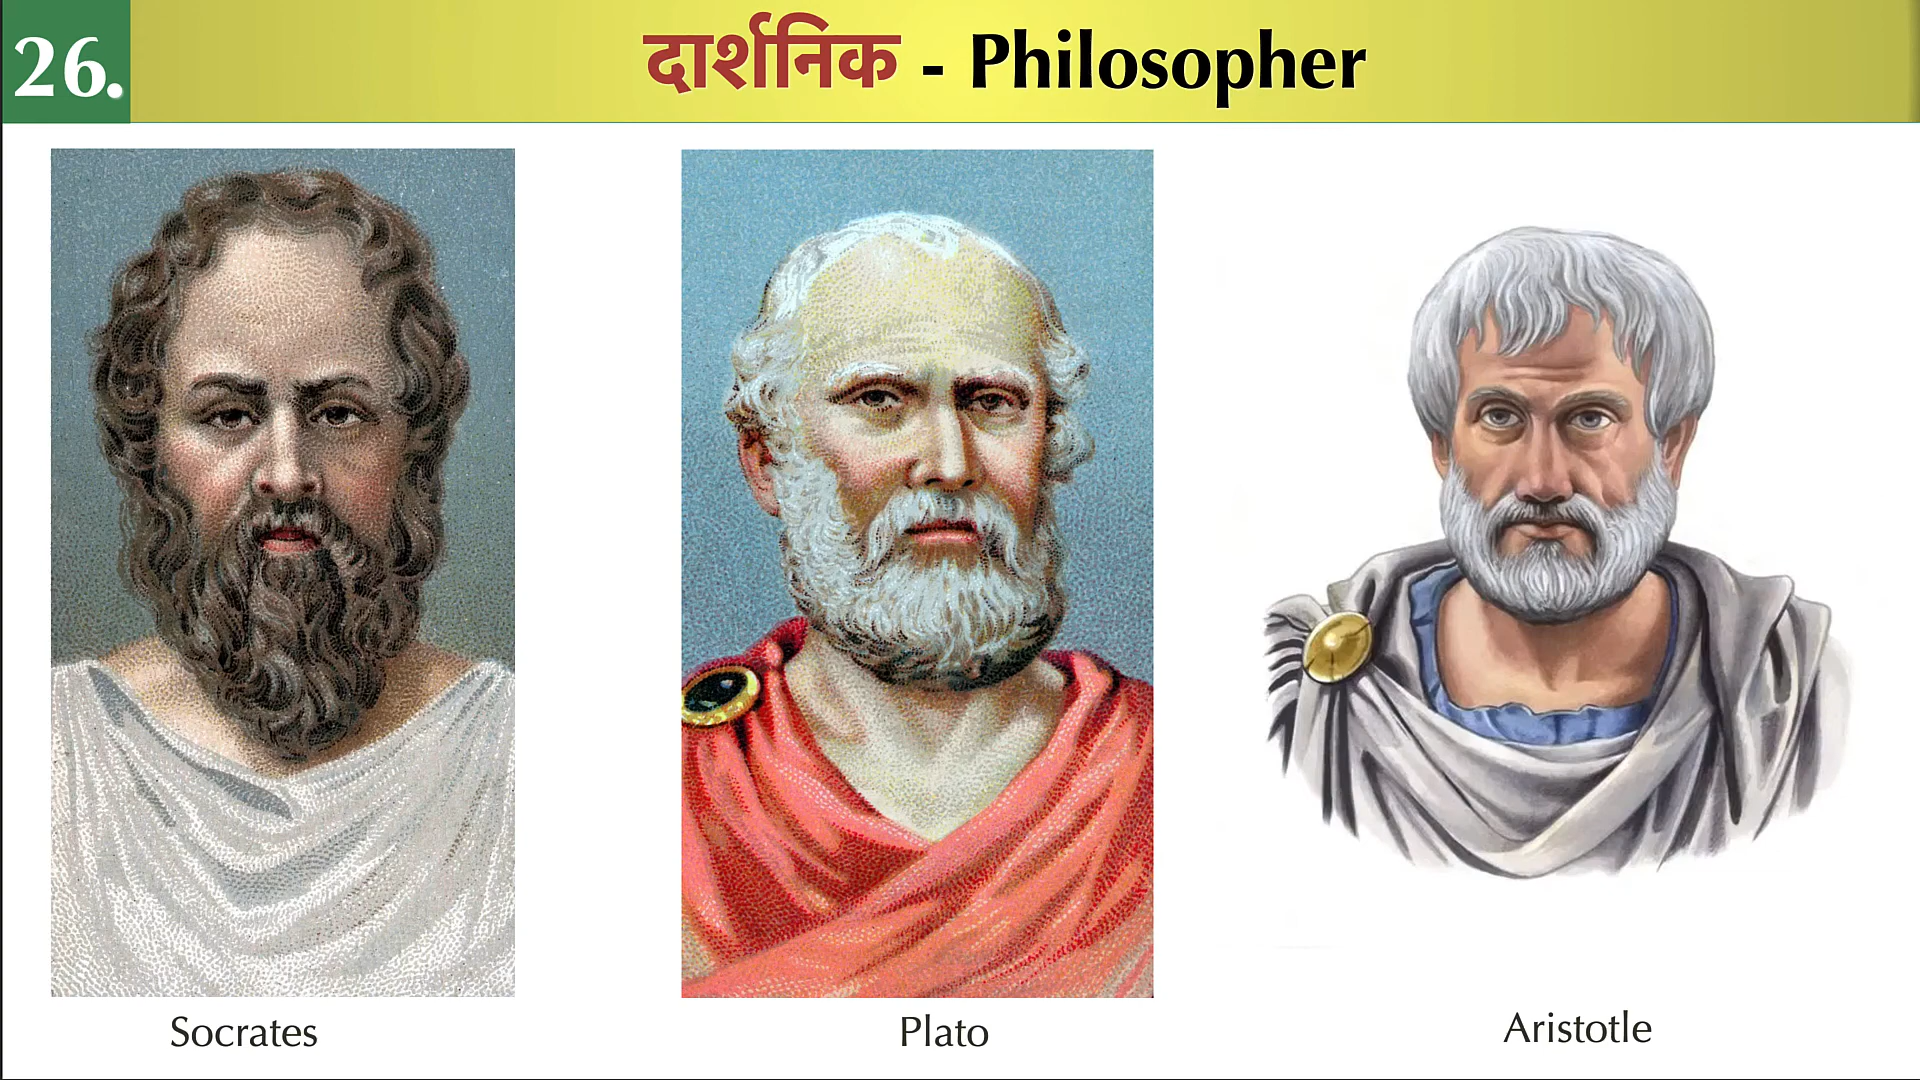 26.
दार्शनिक - Philosopher
Socrates
Plato
Aristotle